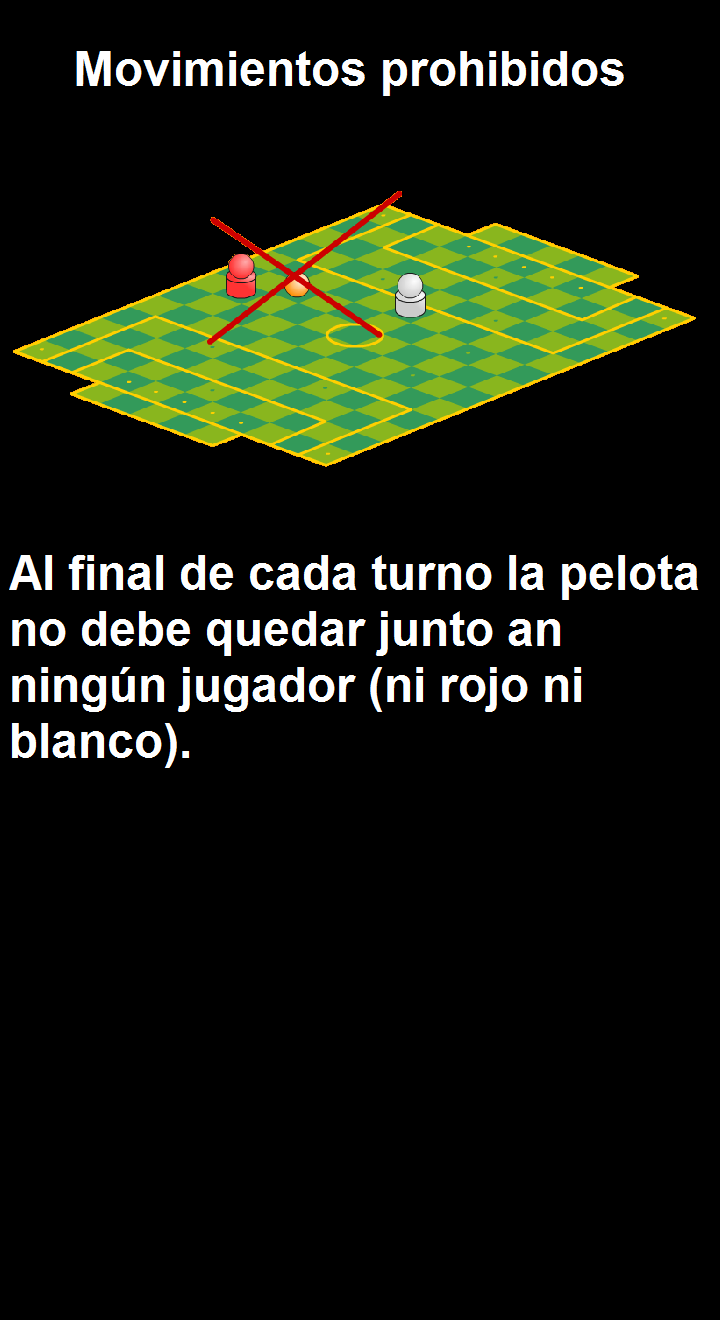 Movimientos prohibidos
Al final de cada turno la pelota
no debe quedar junto an
ningún jugador (ni rojo ni
blanco).